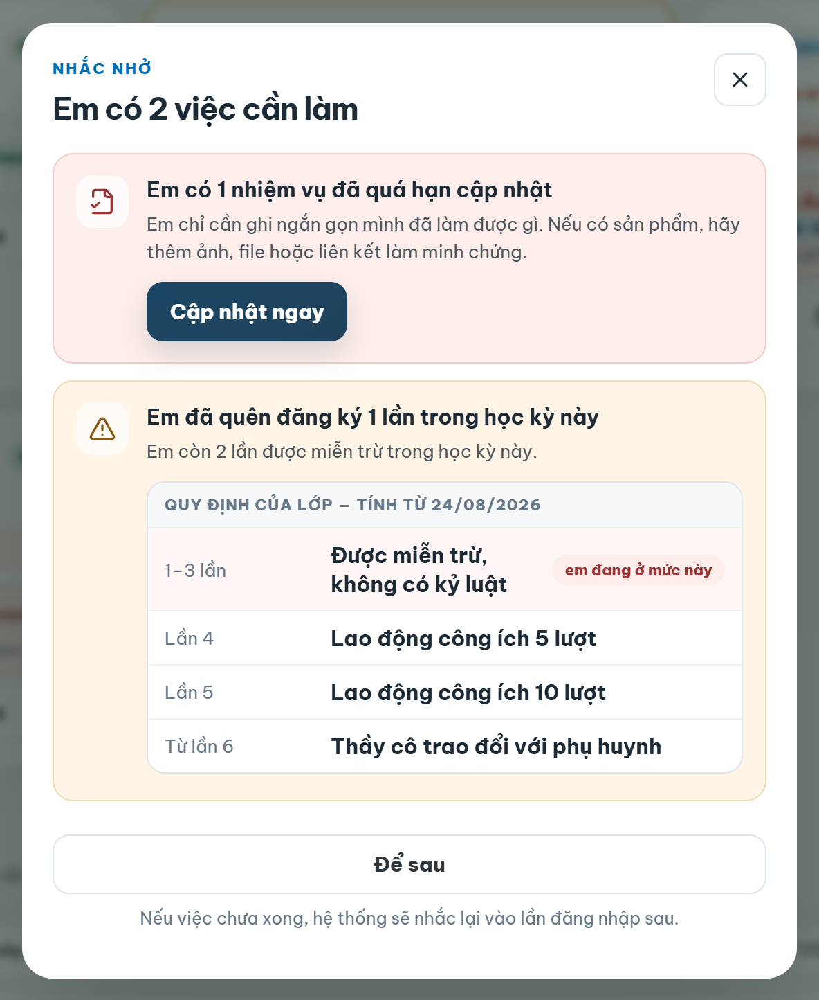 NHẮC NHỞ
Em có 2 việc cần làm
Em có 1 nhiệm vụ đã quá hạn cập nhật
Em chỉ cần ghi ngắn gọn mình đã làm được gì. Nếu có sản phẩm, hãy
thêm ảnh, file hoặc liên kết làm minh chứng.
Cập nhật ngay
Em đã quên đăng ký 1 lần trong học kỳ này
Em còn 2 lần được miễn trừ trong học kỳ này.
QUY ĐỊNH CỦA LỚP — TÍNH TỪ 24/08/2026
1–3 lần
Được miễn trừ,
không có kỷ luật
em đang ở mức này
Lần 4
Lao động công ích 5 lượt
Lần 5
Lao động công ích 10 lượt
Từ lần 6
Thầy cô trao đổi với phụ huynh
Để sau
Nếu việc chưa xong, hệ thống sẽ nhắc lại vào lần đăng nhập sau.